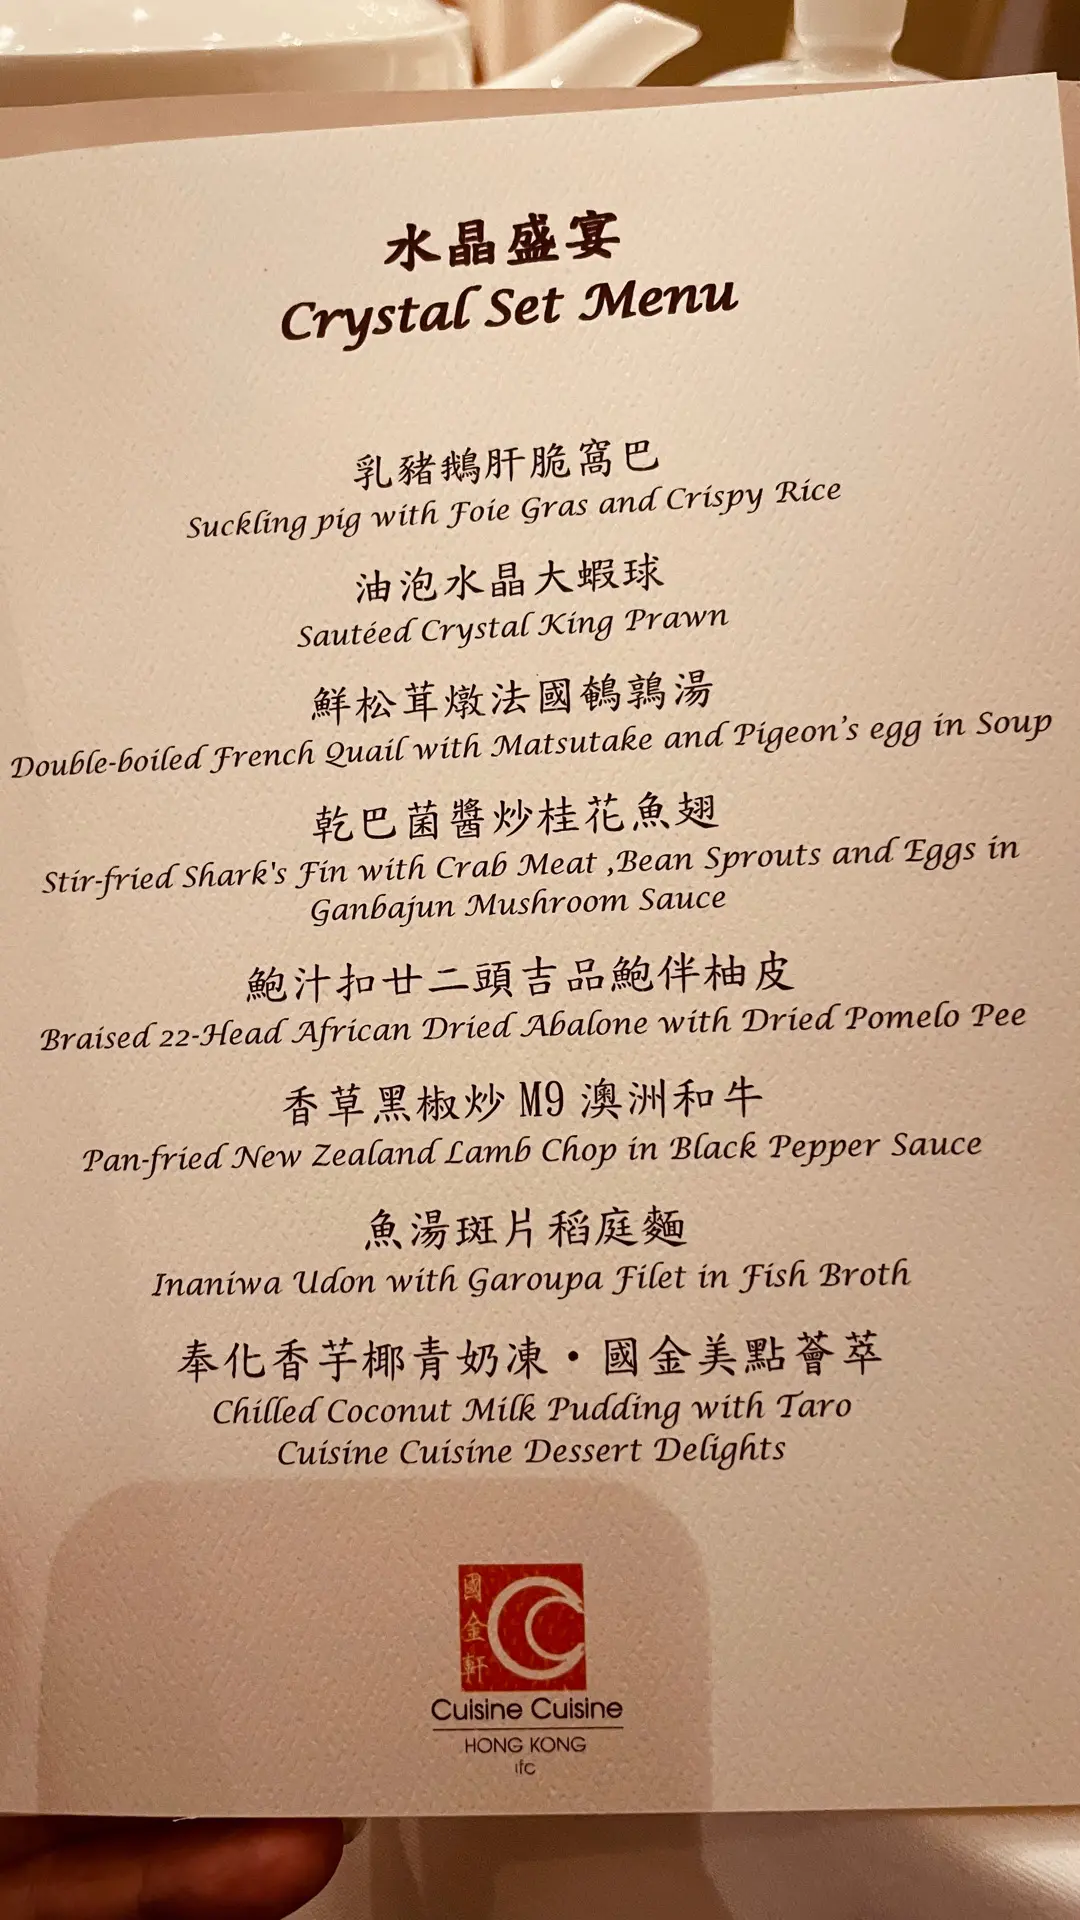 水晶盛宴
Crystal Set Menu
乳豬鵝肝脆窩巴
Suckling pig with Foie Gras and Crispy Rice
油泡水晶大蝦球
Sautéed Crystal King Prawn
鮮松茸燉法國鵪鶉湯
Double-boiled French Quail with Matsutake and Pigeon's egg in Soup
乾巴菌醬炒桂花魚翅
Stir-fried Shark's Fin with Crab Meat ,Bean Sprouts and Eggs in
Ganbajun Mushroom Sauce
鮑汁扣廿二頭吉品鮑伴柚皮
Braised 22-Head African Dried Abalone with Dried Pomelo Pee
香草黑椒炒 M9 澳洲和牛
Pan-fried New Zealand Lamb Chop in Black Pepper Sauce
魚湯斑片稻庭麵
Inaniwa Udon with Garoupa Filet in Fish Broth
奉化香芋椰青奶凍・國金美點薈萃
Chilled Coconut Milk Pudding with Taro
Cuisine Cuisine Dessert Delights
國金軒
Cuisine Cuisine
HONG KONG
ifc